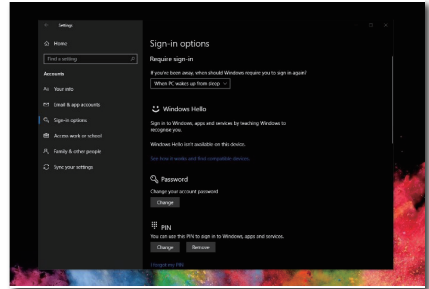 Settings
Home
Find a setting
Accounts
Your info
Email & app accounts
Sign-in options
Access work or school
Family & other people
Sync your settings
Sign-in options
Require sign-in
If you've been away, when should Windows require you to sign in again?
When PC wakes up from sleep
Windows Hello
Sign in to Windows, apps and services by teaching Windows to
recognise you.
Windows Hello isn't available on this device.
See how it works and find compatible devices.
Password
Change your account password
Change
PIN
You can use this PIN to sign in to Windows, apps and services.
Change Remove
I forgot my PIN